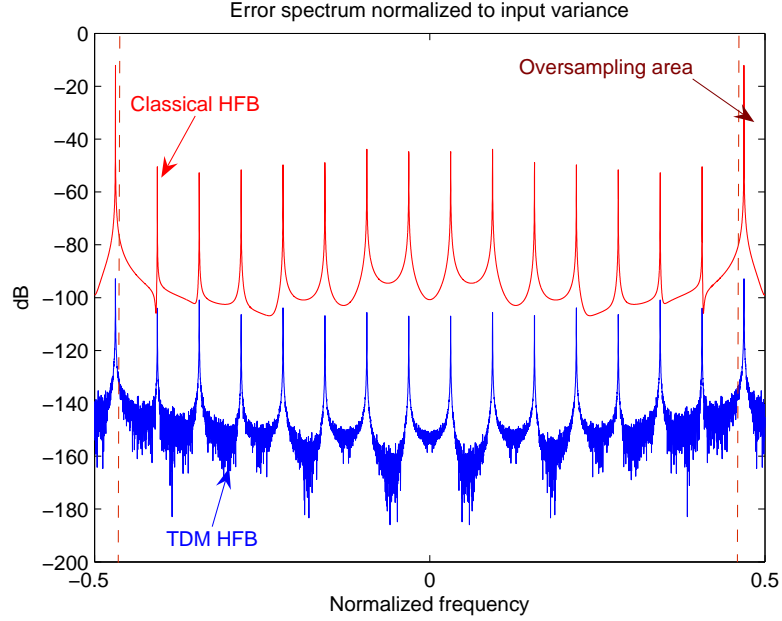 Error spectrum normalized to input variance
0
−20
−40
−60
−80
−100
−120
−140
−160
−180
−200
dB
Classical HFB
Oversampling area
TDM HFB
−0.5
0
0.5
Normalized frequency